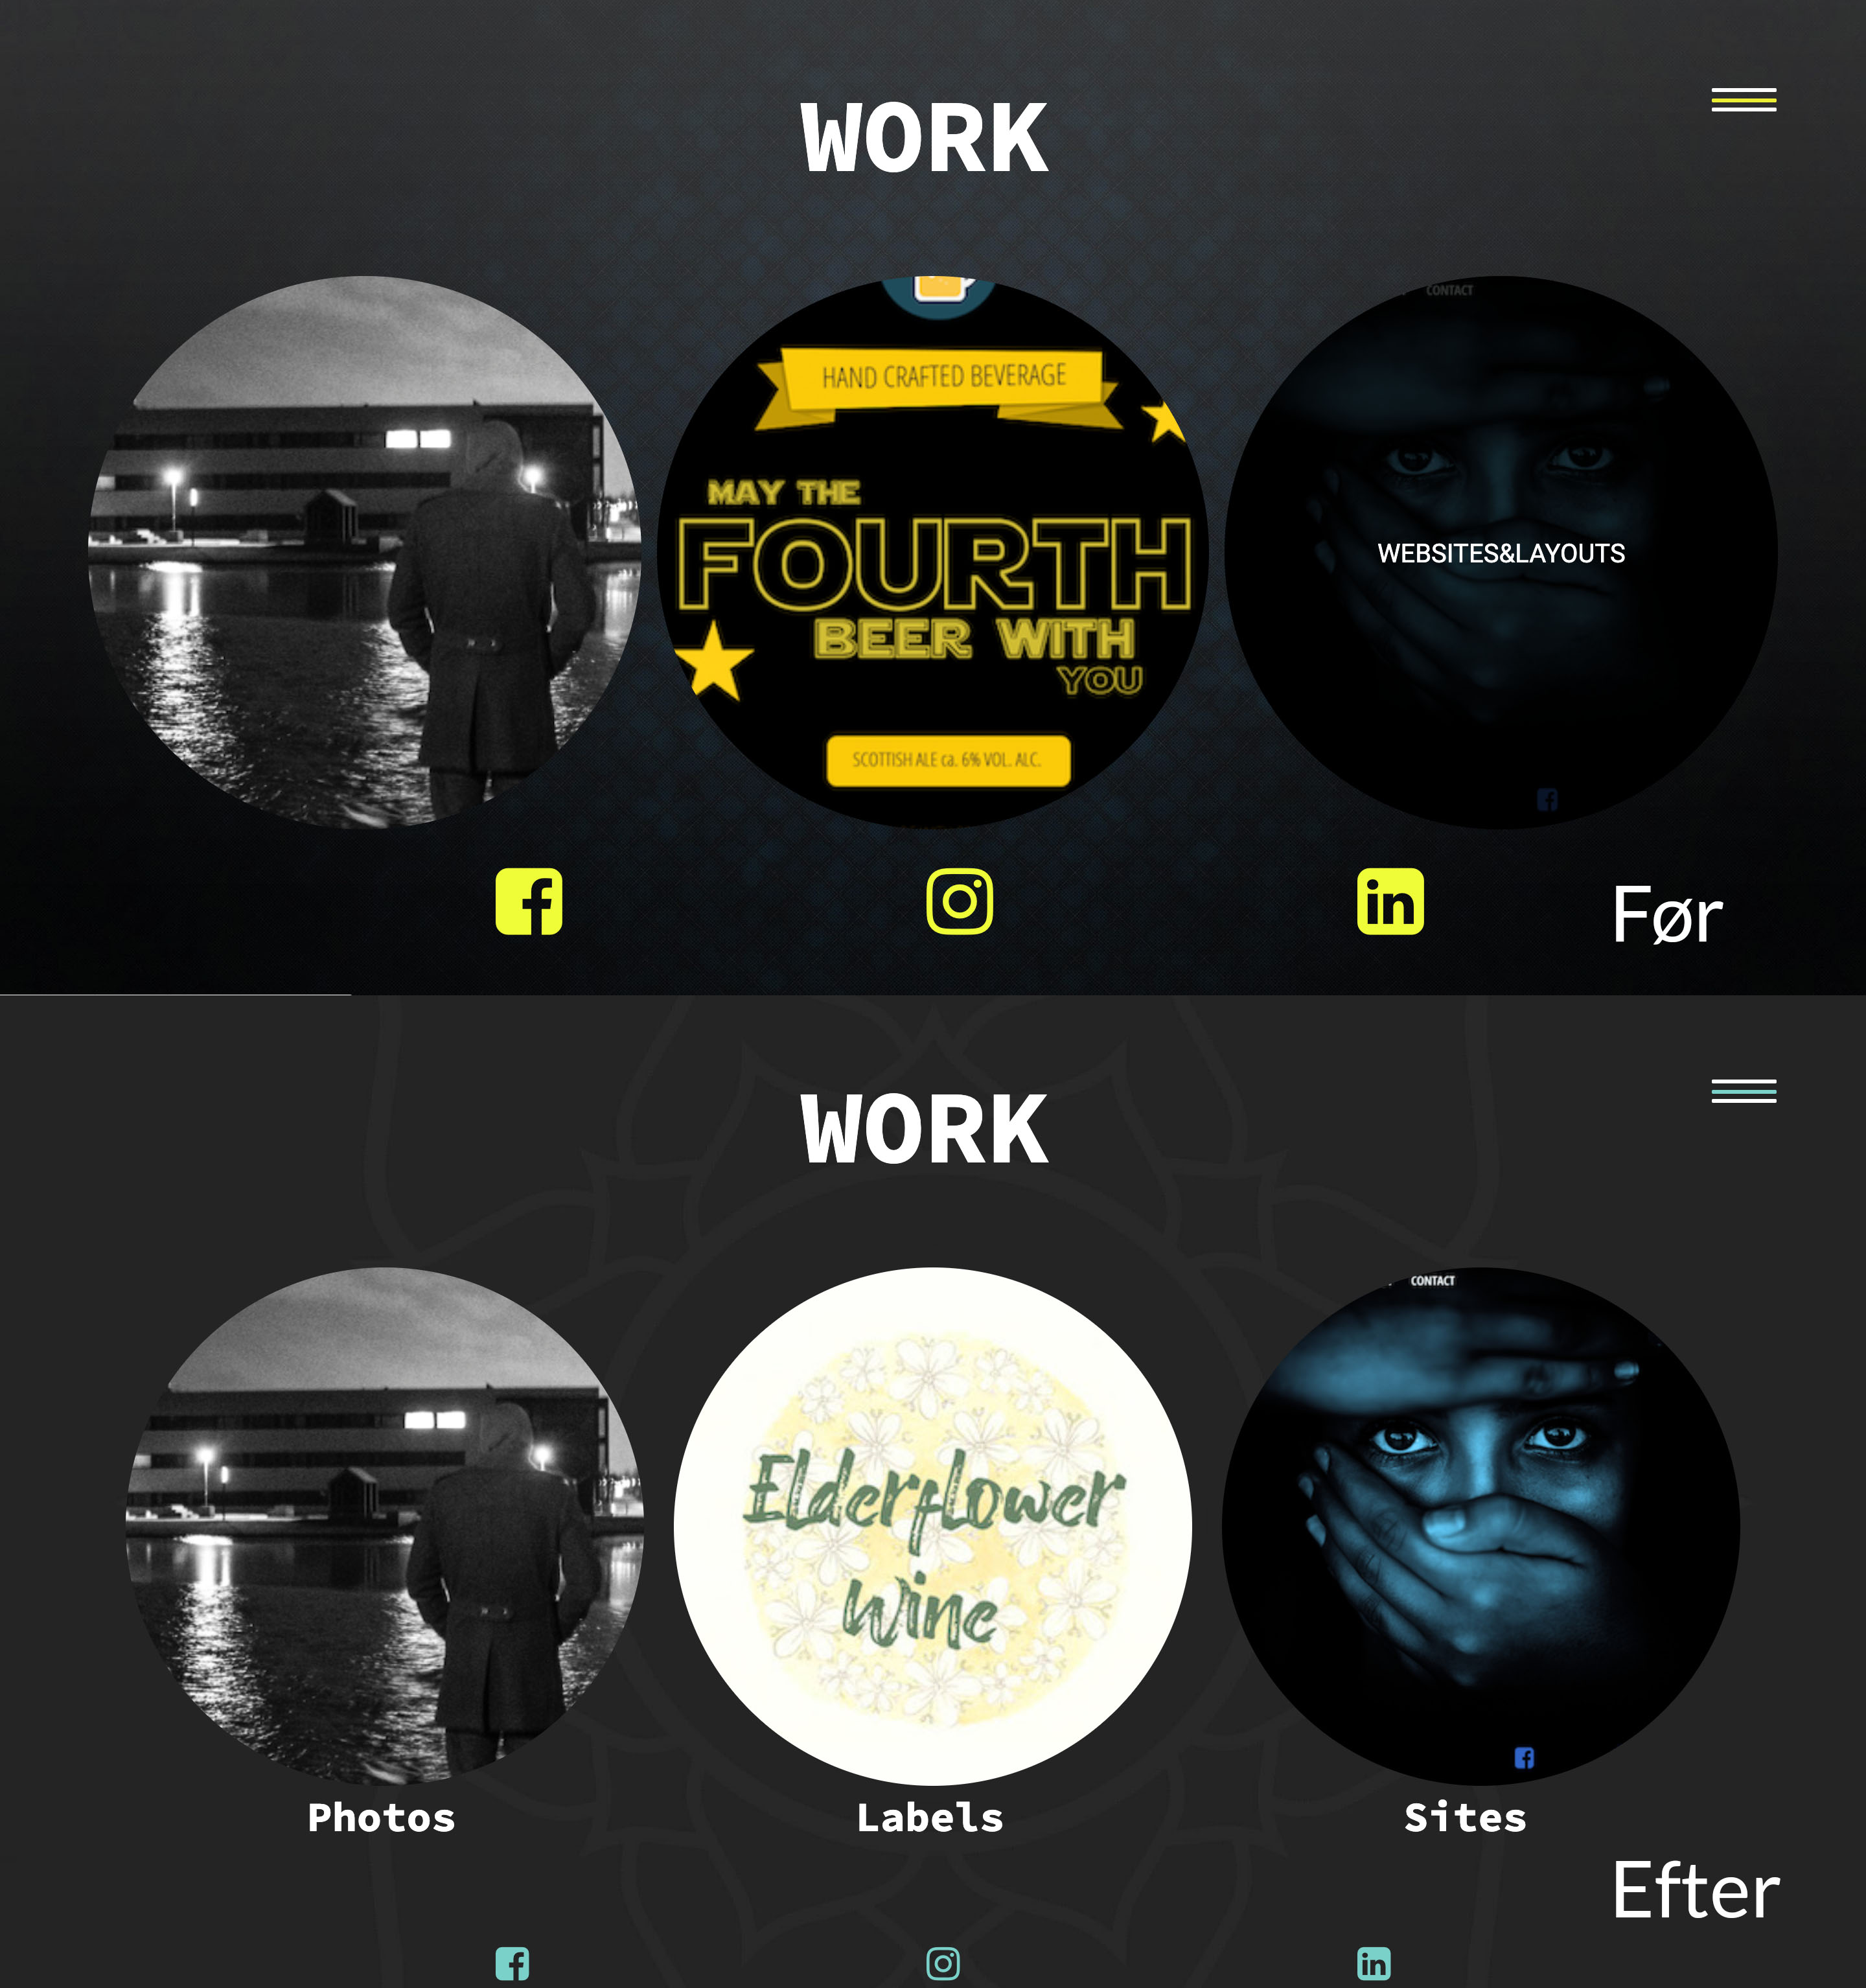 WORK
CONTACT
HAND CRAFTED BEVERAGE
MAY THE
FOURTH
BEER WITH
YOU
SCOTTISH ALE ca. 6% VOL. ALC.
WEBSITES&LAYOUTS
Før
WORK
CONTACT
Elderflower
Wine
Photos
Labels
Sites
Efter